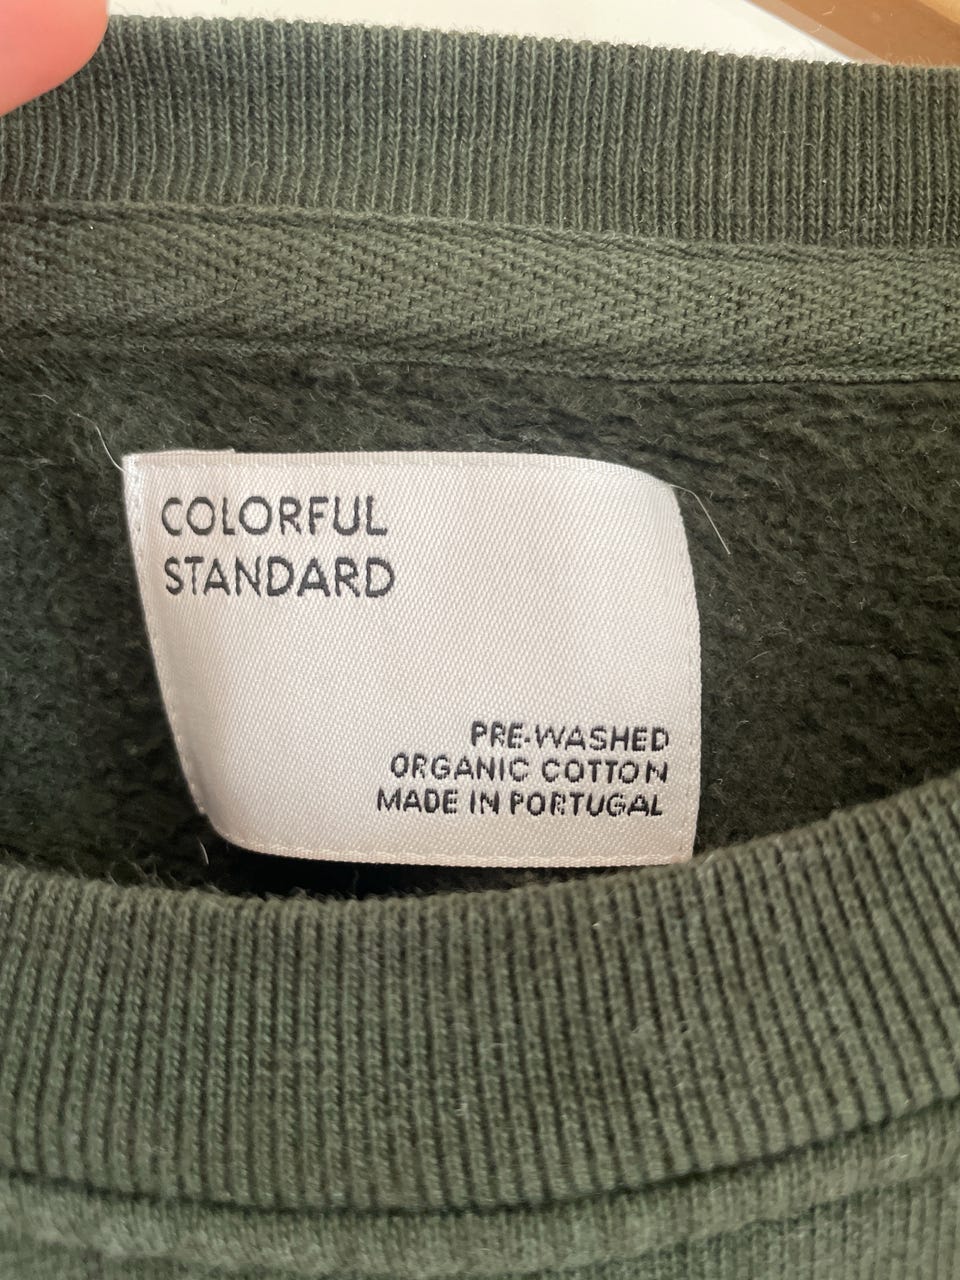 COLORFUL
STANDARD
PRE-WASHED
ORGANIC COTTON
MADE IN PORTUGAL